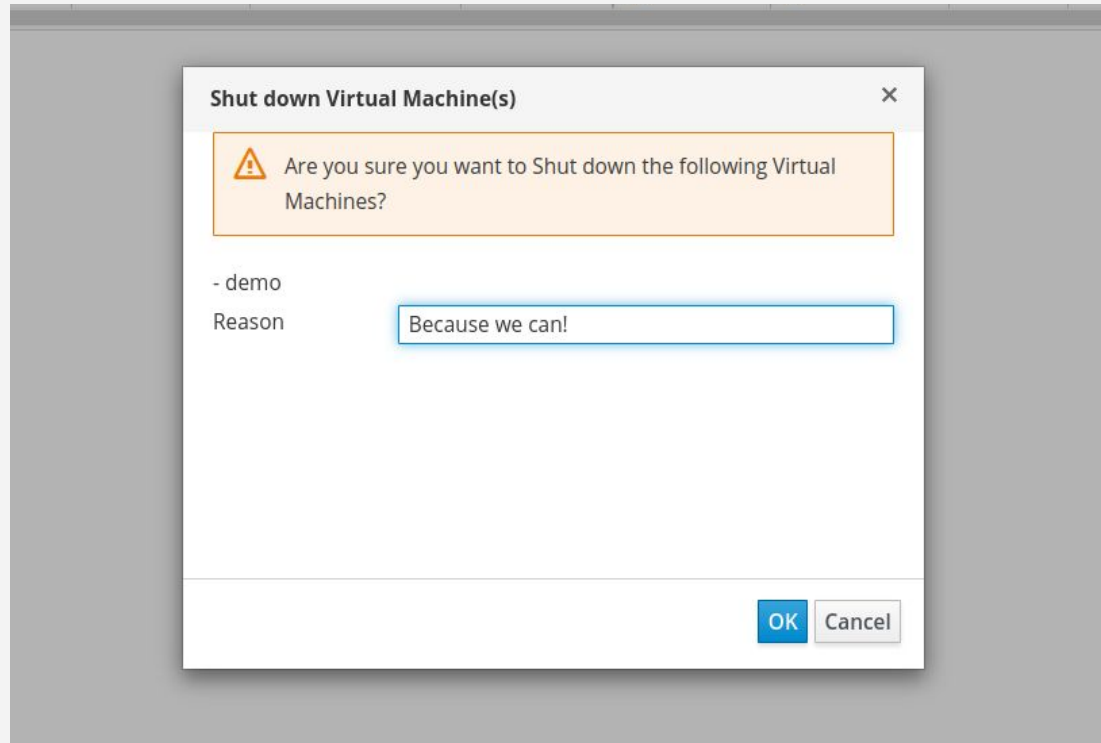 Shut down Virtual Machine(s)
Are you sure you want to Shut down the following Virtual
Machines?
- demo
Reason
Because we can!
OK
Cancel